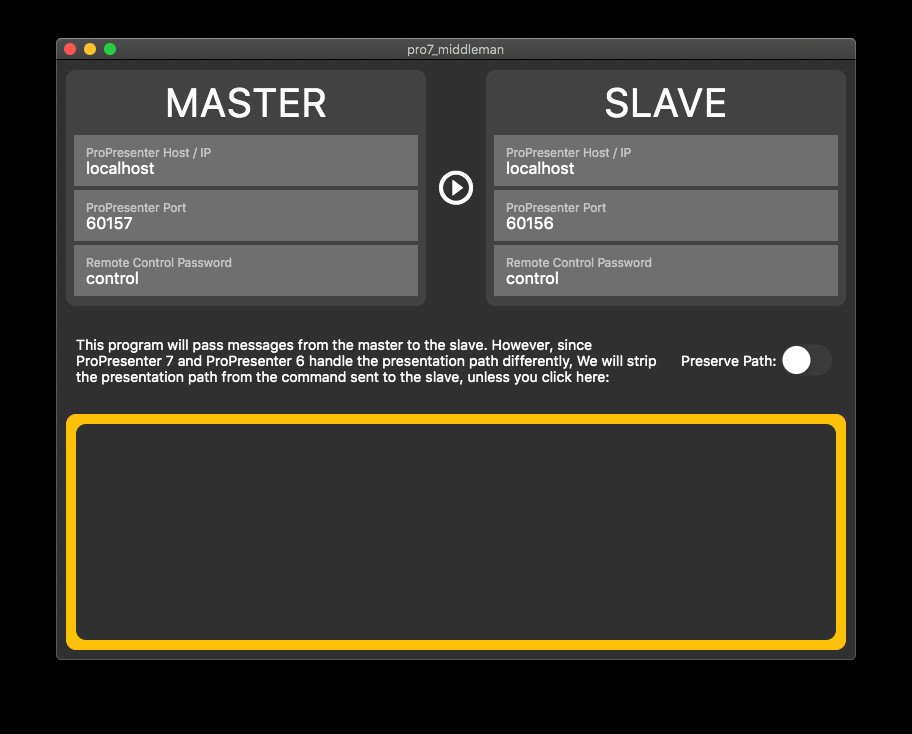 pro7_middleman
MASTER
ProPresenter Host / IP
localhost
ProPresenter Port
60157
Remote Control Password
control
SLAVE
ProPresenter Host / IP
localhost
ProPresenter Port
60156
Remote Control Password
control
This program will pass messages from the master to the slave. However, since
ProPresenter 7 and ProPresenter 6 handle the presentation path differently, We will strip
the presentation path from the command sent to the slave, unless you click here:
Preserve Path: